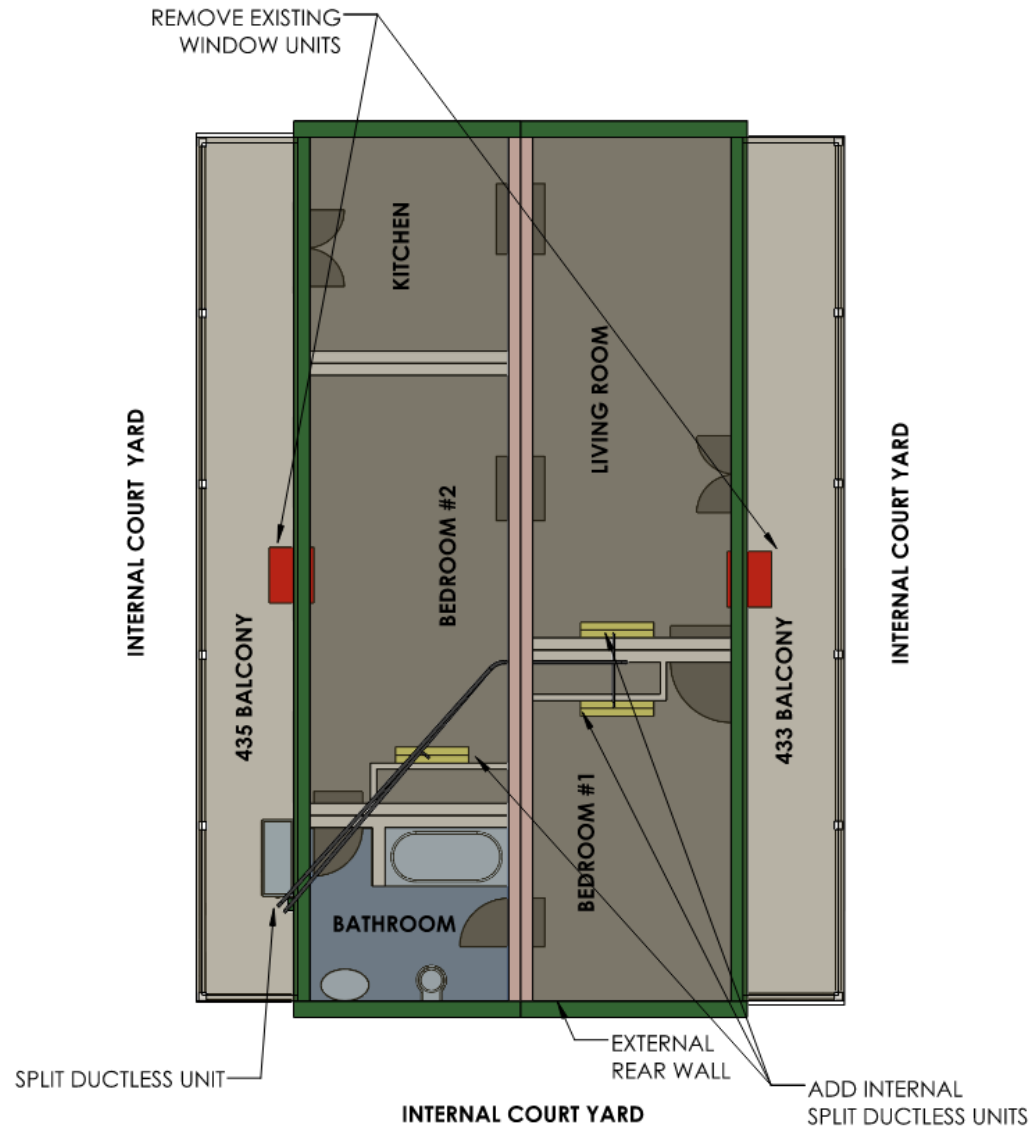 REMOVE EXISTING
WINDOW UNITS
KITCHEN
LIVING ROOM
INTERNAL COURT YARD
INTERNAL COURT YARD
BEDROOM #2
435 BALCONY
433 BALCONY
BEDROOM #1
BATHROOM
SPLIT DUCTLESS UNIT
EXTERNAL
REAR WALL
ADD INTERNAL
SPLIT DUCTLESS UNITS
INTERNAL COURT YARD